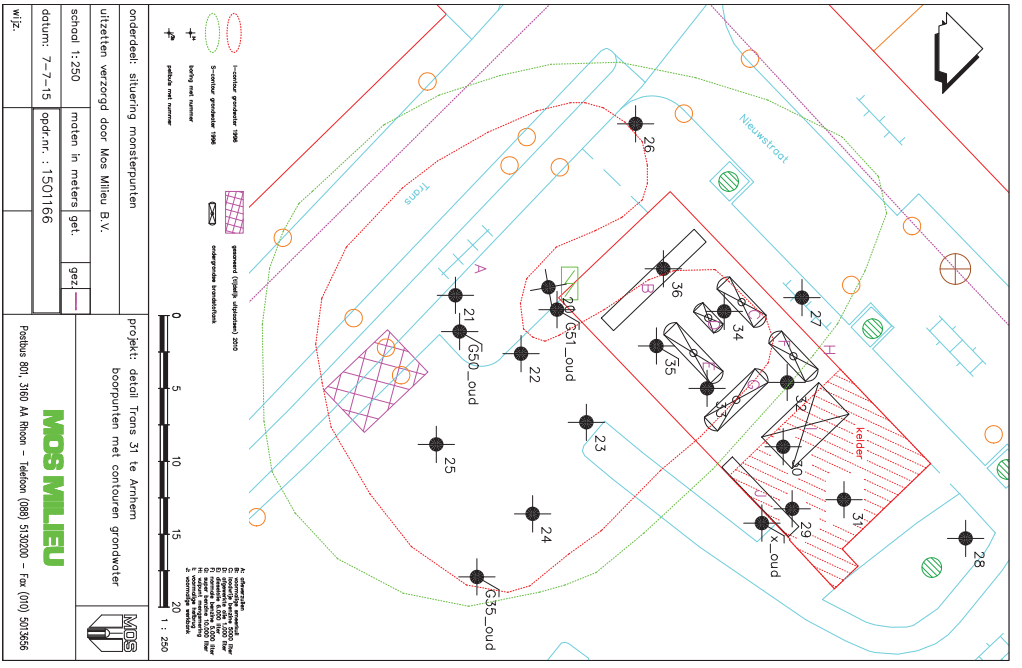 onderdeel: situering monsterpunten
uitzetten verzorgd door Mos Milieu B.V.
schaal 1:250
maten in meters
get.
gez.
datum: 7-7-15
opdr.nr. : 1501166
wijz.
projekt: detail Trans 31 te Arnhem
boorpunten met contouren grondwater
MOS
MOS MILIEU
Postbus 801, 3160 AA Rhoon - Telefoon (088) 5130200 - Fax (010) 5013656
I-contour grondwater 1996
S-contour grondwater 1996
boring met nummer
peilbuis met nummer
gesaneerd (tijdelijk uitplaatsen) 2010
ondergrondse brandstoftank
0
5
10
15
20
1 : 250
Nieuwstraat
Trans
kelder
A
B
C
E
F
G
H
J
20
21
22
23
24
25
26
27
28
29
30
31
32
33
34
35
36
G50_oud
G51_oud
G35_oud
x_oud